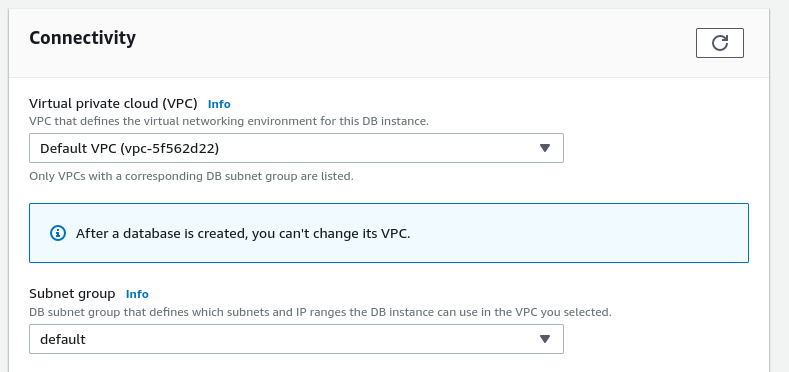 Connectivity
Virtual private cloud (VPC) Info
VPC that defines the virtual networking environment for this DB instance.
Default VPC (vpc-5f562d22)
Only VPCs with a corresponding DB subnet group are listed.
After a database is created, you can't change its VPC.
Subnet group Info
DB subnet group that defines which subnets and IP ranges the DB instance can use in the VPC you selected.
default